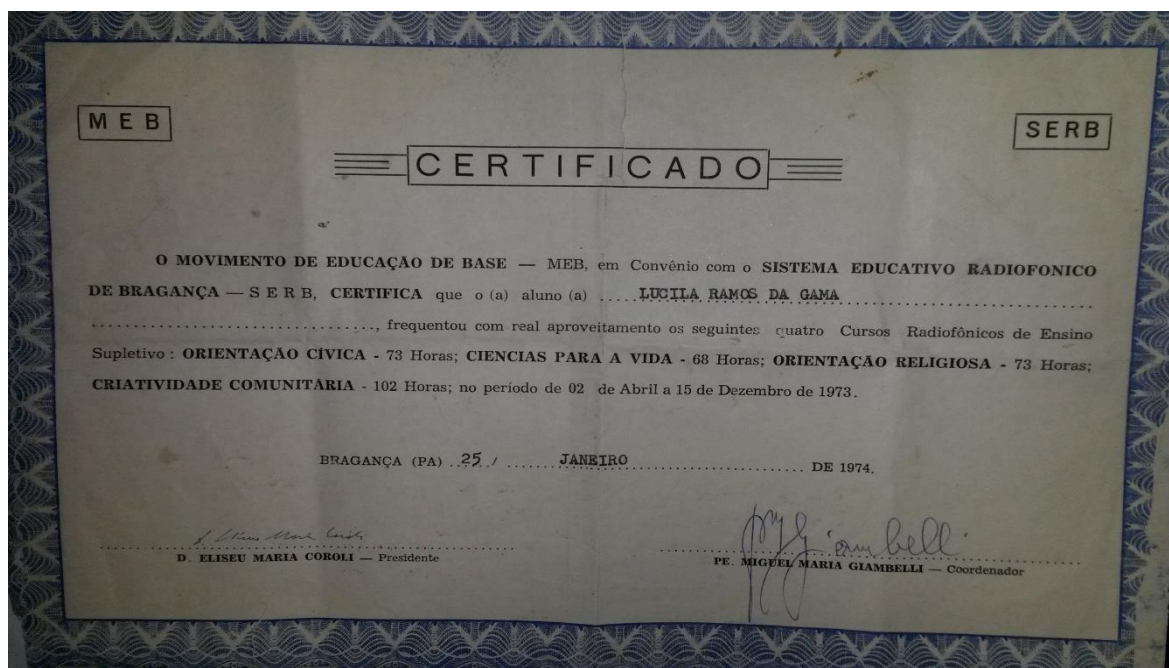 M E B
SERB
CERTIFICADO
O MOVIMENTO DE EDUCAÇÃO DE BASE — MEB, em Convênio com o SISTEMA EDUCATIVO RADIOFONICO
DE BRAGANÇA — S E R B, CERTIFICA que o (a) aluno (a) .....LUCILA RAMOS DA GAMA..............................
................................, frequentou com real aproveitamento os seguintes quatro Cursos Radiofônicos de Ensino
Supletivo : ORIENTAÇÃO CÍVICA - 73 Horas; CIENCIAS PARA A VIDA - 68 Horas; ORIENTAÇÃO RELIGIOSA - 73 Horas;
CRIATIVIDADE COMUNITÁRIA - 102 Horas; no período de 02 de Abril a 15 de Dezembro de 1973.
BRAGANÇA (PA) ..25../ .......JANEIRO......................... DE 1974.
D. ELISEU MARIA COROLI — Presidente
Giambelli
PE. MIGUEL MARIA GIAMBELLI — Coordenador